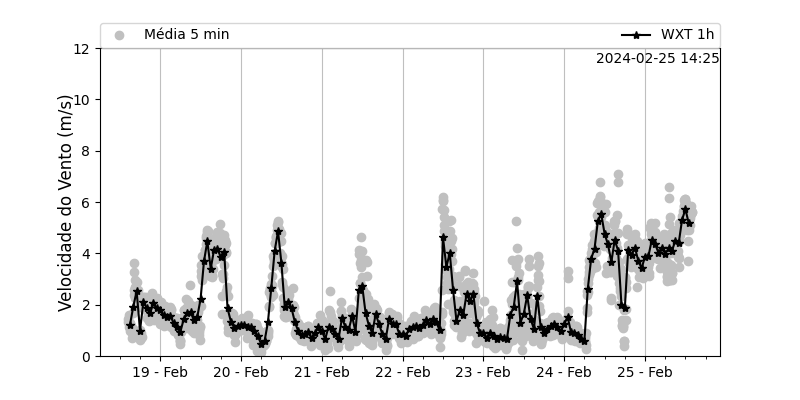 Média 5 min
WXT 1h
2024-02-25 14:25
Velocidade do Vento (m/s)
12
10
8
6
4
2
0
19 - Feb
20 - Feb
21 - Feb
22 - Feb
23 - Feb
24 - Feb
25 - Feb